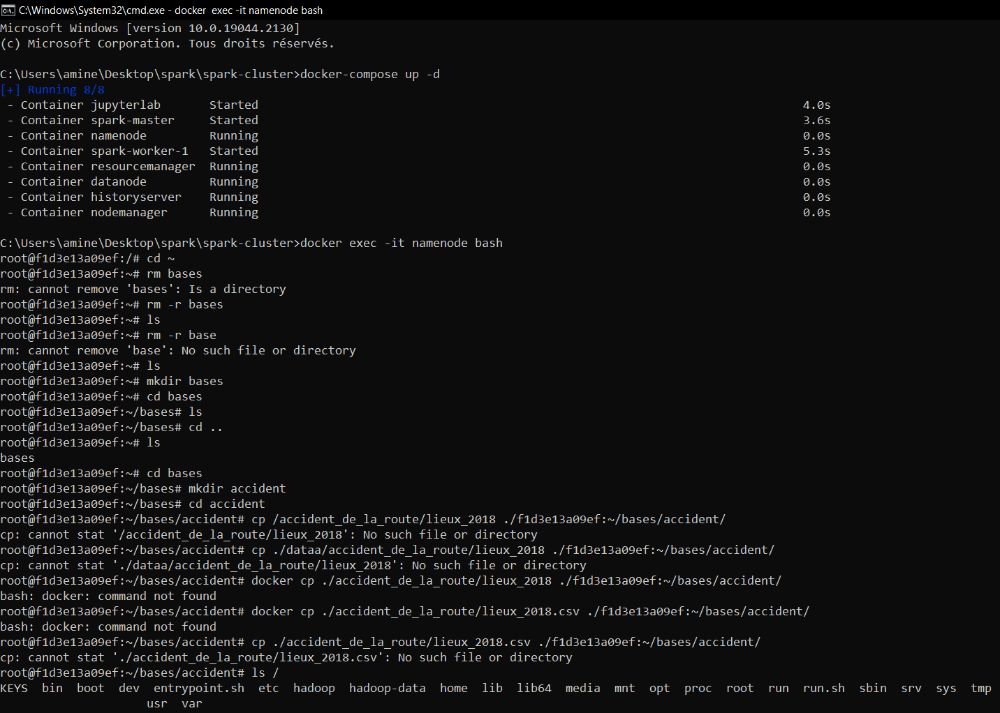 C:\Windows\System32\cmd.exe - docker  exec -it namenode bash
Microsoft Windows [version 10.0.19044.2130]
(c) Microsoft Corporation. Tous droits réservés.
C:\Users\amine\Desktop\spark\spark-cluster>docker-compose up -d
[+] Running 8/8
- Container jupyterlab       Started       4.0s
- Container spark-master     Started       3.6s
- Container namenode         Running       0.0s
- Container spark-worker-1   Started       5.3s
- Container resourcemanager  Running       0.0s
- Container datanode         Running       0.0s
- Container historyserver    Running       0.0s
- Container nodemanager      Running       0.0s
C:\Users\amine\Desktop\spark\spark-cluster>docker exec -it namenode bash
root@f1d3e13a09ef:/# cd ~
root@f1d3e13a09ef:~# rm bases
rm: cannot remove 'bases': Is a directory
root@f1d3e13a09ef:~# rm -r bases
root@f1d3e13a09ef:~# ls
root@f1d3e13a09ef:~# rm -r base
rm: cannot remove 'base': No such file or directory
root@f1d3e13a09ef:~# ls
root@f1d3e13a09ef:~# mkdir bases
root@f1d3e13a09ef:~# cd bases
root@f1d3e13a09ef:~/bases# ls
root@f1d3e13a09ef:~/bases# cd ..
root@f1d3e13a09ef:~# ls
bases
root@f1d3e13a09ef:~# cd bases
root@f1d3e13a09ef:~/bases# mkdir accident
root@f1d3e13a09ef:~/bases# cd accident
root@f1d3e13a09ef:~/bases/accident# cp /accident_de_la_route/lieux_2018 ./f1d3e13a09ef:~/bases/accident/
cp: cannot stat '/accident_de_la_route/lieux_2018': No such file or directory
root@f1d3e13a09ef:~/bases/accident# cp ./dataa/accident_de_la_route/lieux_2018 ./f1d3e13a09ef:~/bases/accident/
cp: cannot stat './dataa/accident_de_la_route/lieux_2018': No such file or directory
root@f1d3e13a09ef:~/bases/accident# docker cp ./accident_de_la_route/lieux_2018 ./f1d3e13a09ef:~/bases/accident/
bash: docker: command not found
root@f1d3e13a09ef:~/bases/accident# docker cp ./accident_de_la_route/lieux_2018.csv ./f1d3e13a09ef:~/bases/accident/
bash: docker: command not found
root@f1d3e13a09ef:~/bases/accident# cp ./accident_de_la_route/lieux_2018.csv ./f1d3e13a09ef:~/bases/accident/
cp: cannot stat './accident_de_la_route/lieux_2018.csv': No such file or directory
root@f1d3e13a09ef:~/bases/accident# ls /
KEYS  bin  boot  dev  entrypoint.sh  etc  hadoop  hadoop-data  home  lib  lib64  media  mnt  opt  proc  root  run  run.sh  sbin  srv  sys  tmp
usr  var